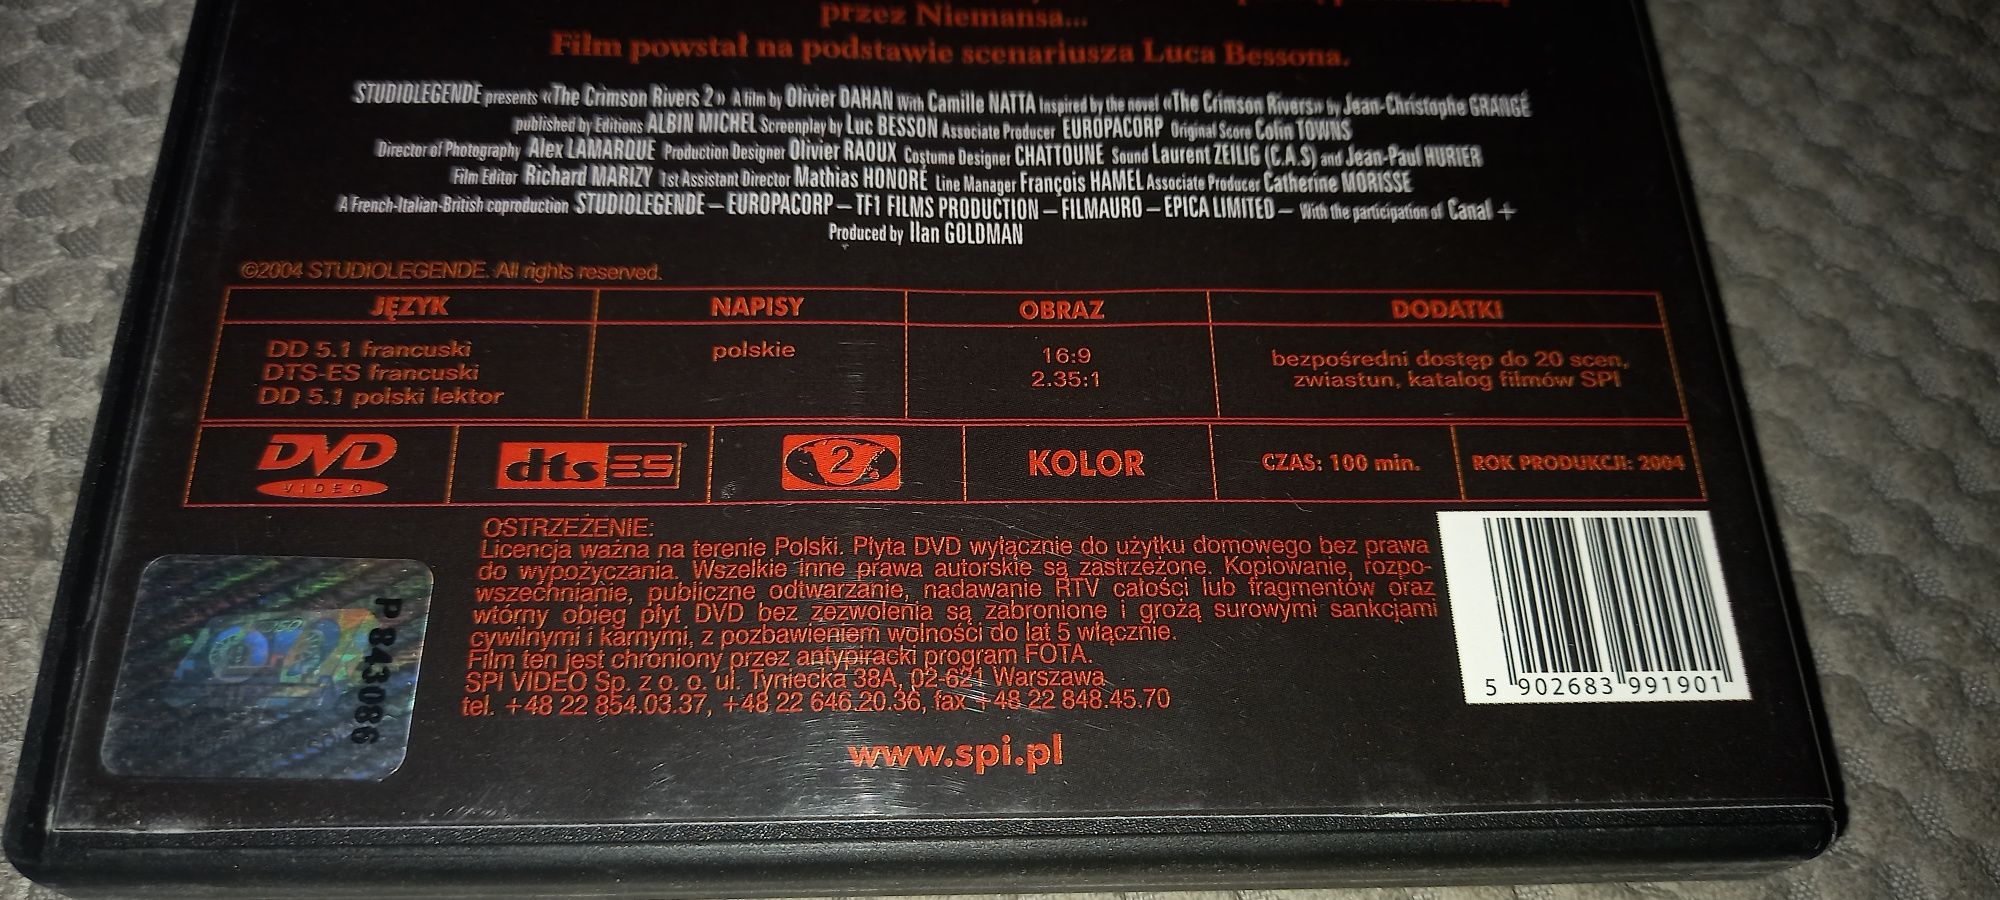 przez Niemansa...
Film powstał na podstawie scenariusza Luca Bessona.
STUDIOLEGENDE presents «The Crimson Rivers 2» A film by Olivier DAHAN With Camille NATTA Inspired by the novel «The Crimson Rivers» by Jean-Christophe GRANGÉ
published by Editions ALBIN MICHEL Screenplay by Luc BESSON Associate Producer EUROPACORP Original Score Colin TOWNS
Director of Photography Alex LAMARQUE Production Designer Olivier RAOUX Costume Designer CHATTOUNE Sound Laurent ZEILIG (C.A.S) and Jean-Paul HURIER
Film Editor Richard MARIZY 1st Assistant Director Mathias HONORÉ Line Manager François HAMEL Associate Producer Catherine MORISSE
A French-Italian-British coproduction STUDIOLEGENDE – EUROPACORP – TF1 FILMS PRODUCTION – FILMAURO – EPICA LIMITED – With the participation of Canal +
Produced by Ilan GOLDMAN
©2004 STUDIOLEGENDE. All rights reserved.
JĘZYK NAPISY OBRAZ DODATKI
DD 5.1 francuski
DTS-ES francuski
DD 5.1 polski lektor
polskie
16:9
2.35:1
bezpośredni dostęp do 20 scen,
zwiastun, katalog filmów SPI
DVD VIDEO dts ES 2 KOLOR CZAS: 100 min. ROK PRODUKCJI: 2004
OSTRZEŻENIE:
Licencja ważna na terenie Polski. Płyta DVD wyłącznie do użytku domowego bez prawa
do wypożyczania. Wszelkie inne prawa autorskie są zastrzeżone. Kopiowanie, rozpo-
wszechnianie, publiczne odtwarzanie, nadawanie RTV całości lub fragmentów oraz
wtórny obieg płyt DVD bez zezwolenia są zabronione i grożą surowymi sankcjami
cywilnymi i karnymi, z pozbawieniem wolności do lat 5 włącznie.
Film ten jest chroniony przez antypiracki program FOTA.
SPI VIDEO Sp. z o. o. ul. Tyniecka 38A, 02-621 Warszawa
tel. +48 22 854.03.37, +48 22 646.20.36, fax +48 22 848.45.70
www.spi.pl
P 843086
5 902683 991901